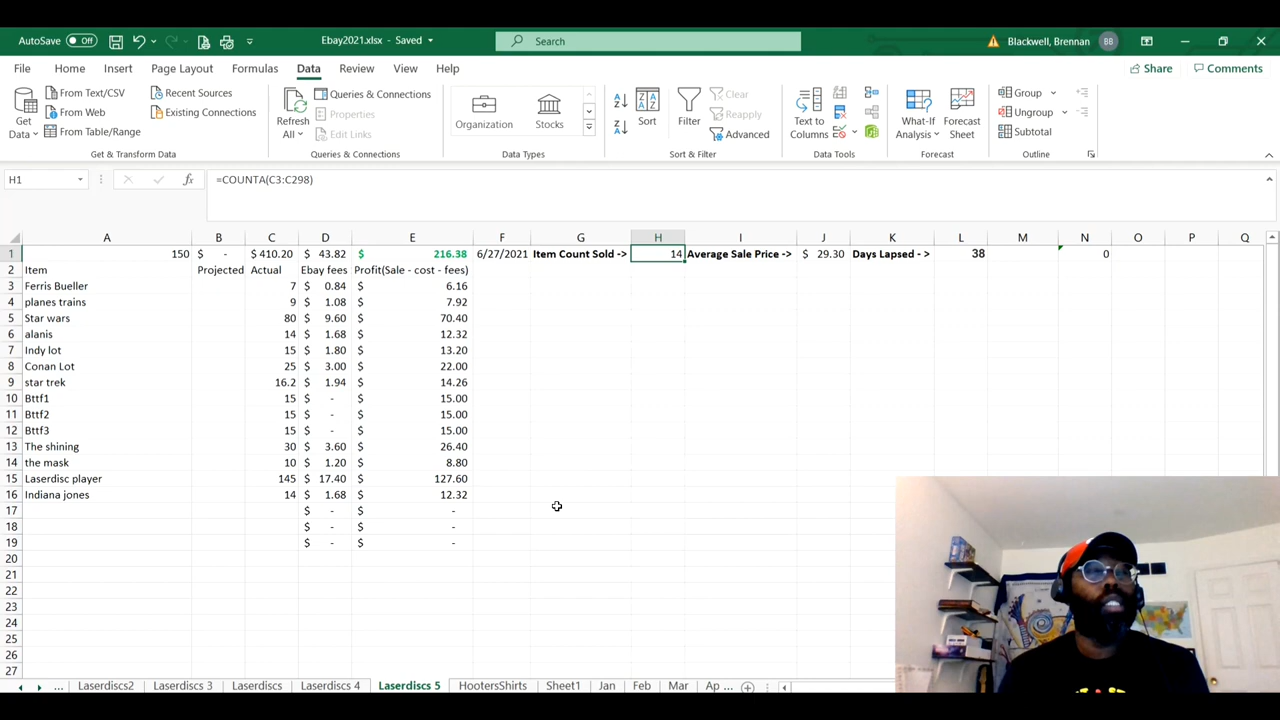 AutoSave Off Ebay2021.xlsx - Saved Search Blackwell, Brennan BB
File Home Insert Page Layout Formulas Data Review View Help Share Comments
Get Data From Text/CSV From Web From Table/Range Recent Sources Existing Connections
Refresh All Queries & Connections Properties Edit Links
Organization Stocks
Sort Filter Clear Reapply Advanced
Text to Columns
What-If Analysis Forecast Sheet
Group Ungroup Subtotal
Get & Transform Data Queries & Connections Data Types Sort & Filter Data Tools Forecast Outline
H1 fx =COUNTA(C3:C298)
A B C D E F G H I J K L M N O P Q
1 150 $ - $ 410.20 $ 43.82 $ 216.38 6/27/2021 Item Count Sold -> 14 Average Sale Price -> $ 29.30 Days Lapsed - > 38 0
2 Item Projected Actual Ebay fees Profit(Sale - cost - fees)
3 Ferris Bueller 7 $ 0.84 $ 6.16
4 planes trains 9 $ 1.08 $ 7.92
5 Star wars 80 $ 9.60 $ 70.40
6 alanis 14 $ 1.68 $ 12.32
7 Indy lot 15 $ 1.80 $ 13.20
8 Conan Lot 25 $ 3.00 $ 22.00
9 star trek 16.2 $ 1.94 $ 14.26
10 Bttf1 15 $ - $ 15.00
11 Bttf2 15 $ - $ 15.00
12 Bttf3 15 $ - $ 15.00
13 The shining 30 $ 3.60 $ 26.40
14 the mask 10 $ 1.20 $ 8.80
15 Laserdisc player 145 $ 17.40 $ 127.60
16 Indiana jones 14 $ 1.68 $ 12.32
17 $ - $ -
18 $ - $ -
19 $ - $ -
20
21
22
23
24
25
26
27
... Laserdiscs2 Laserdiscs 3 Laserdiscs Laserdiscs 4 Laserdiscs 5 HootersShirts Sheet1 Jan Feb Mar Ap ...